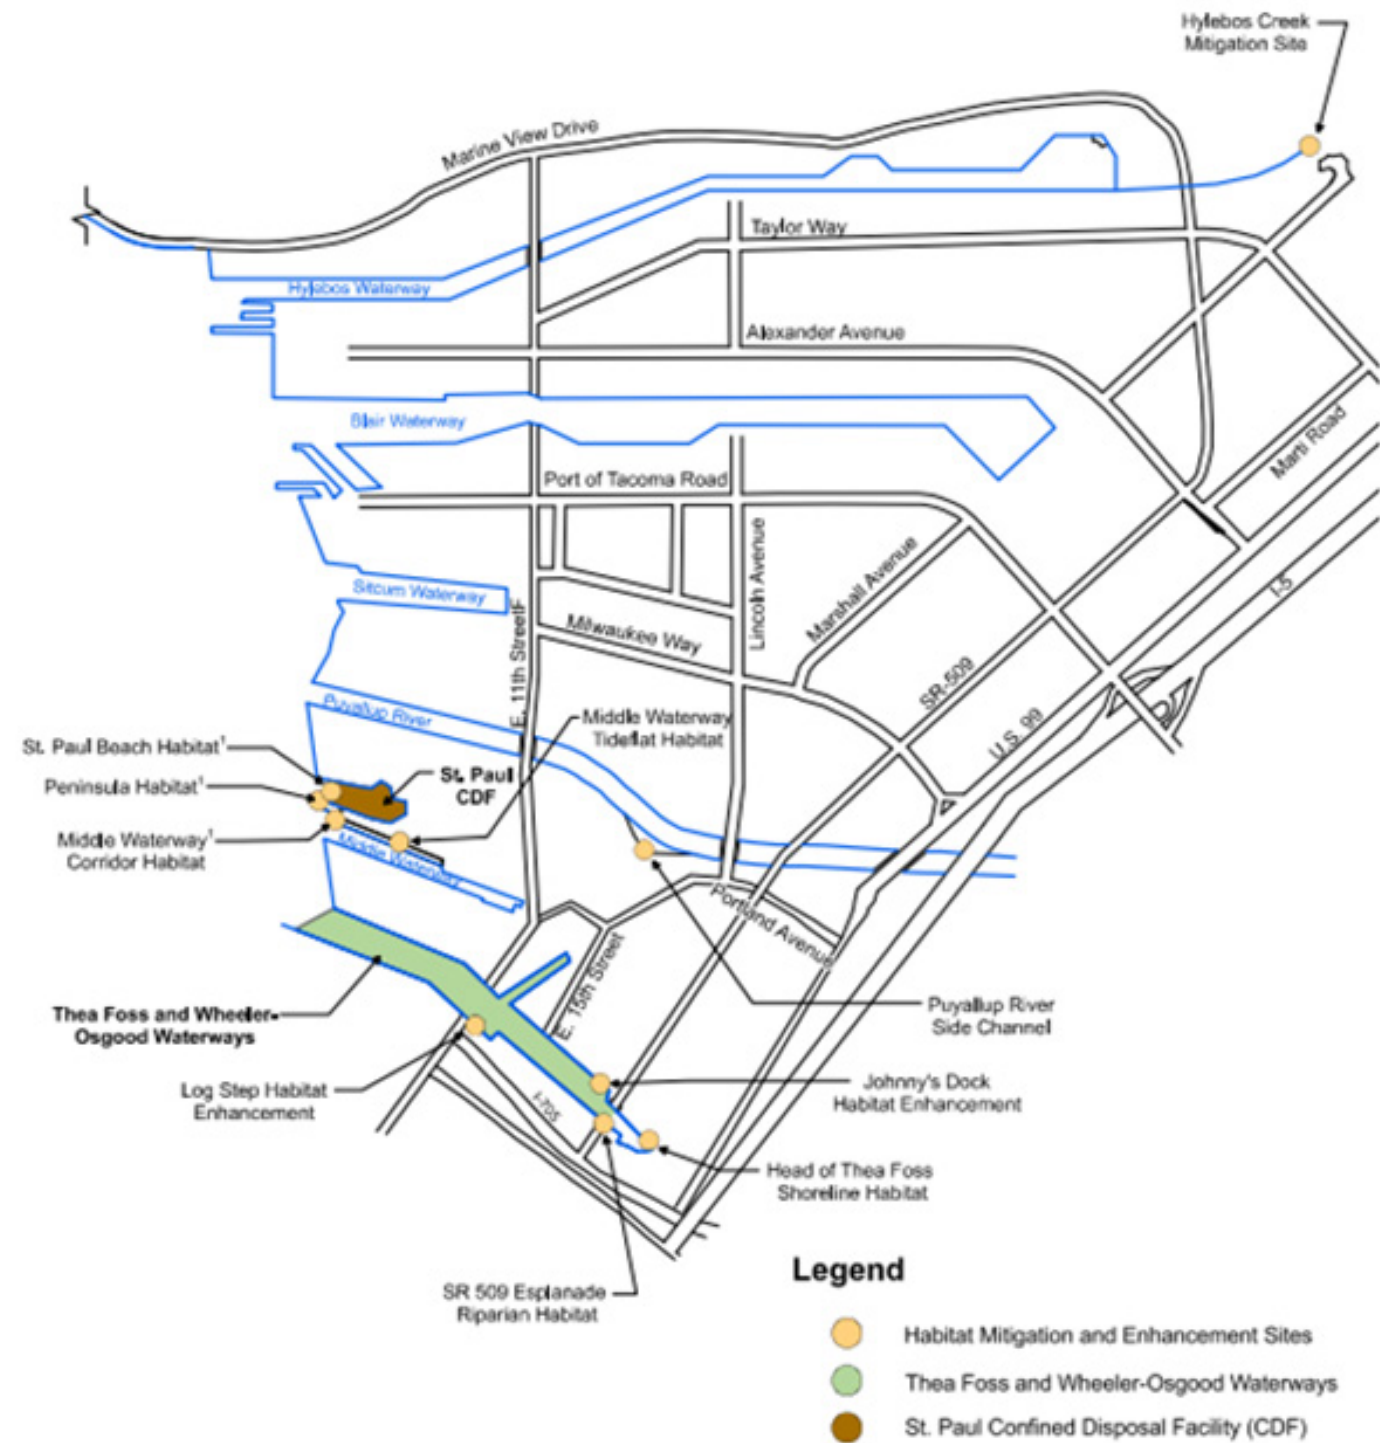 Hylebos Creek
Mitigation Site
Marine View Drive
Taylor Way
Hylebos Waterway
Alexander Avenue
Blair Waterway
Marti Road
Port of Tacoma Road
Lincoln Avenue
Marshall Avenue
I-5
Sitcum Waterway
E. 11th Street
Milwaukee Way
SR-509
Puyallup River
Middle Waterway
Tideflat Habitat
U.S. 99
St. Paul Beach Habitat¹
St. Paul
CDF
Peninsula Habitat¹
Middle Waterway¹
Corridor Habitat
Middle Waterway
Portland Avenue
E. 15th Street
Thea Foss and Wheeler-
Osgood Waterways
Puyallup River
Side Channel
Log Step Habitat
Enhancement
I-705
Johnny's Dock
Habitat Enhancement
Head of Thea Foss
Shoreline Habitat
SR 509 Esplanade
Riparian Habitat
Legend
Habitat Mitigation and Enhancement Sites
Thea Foss and Wheeler-Osgood Waterways
St. Paul Confined Disposal Facility (CDF)